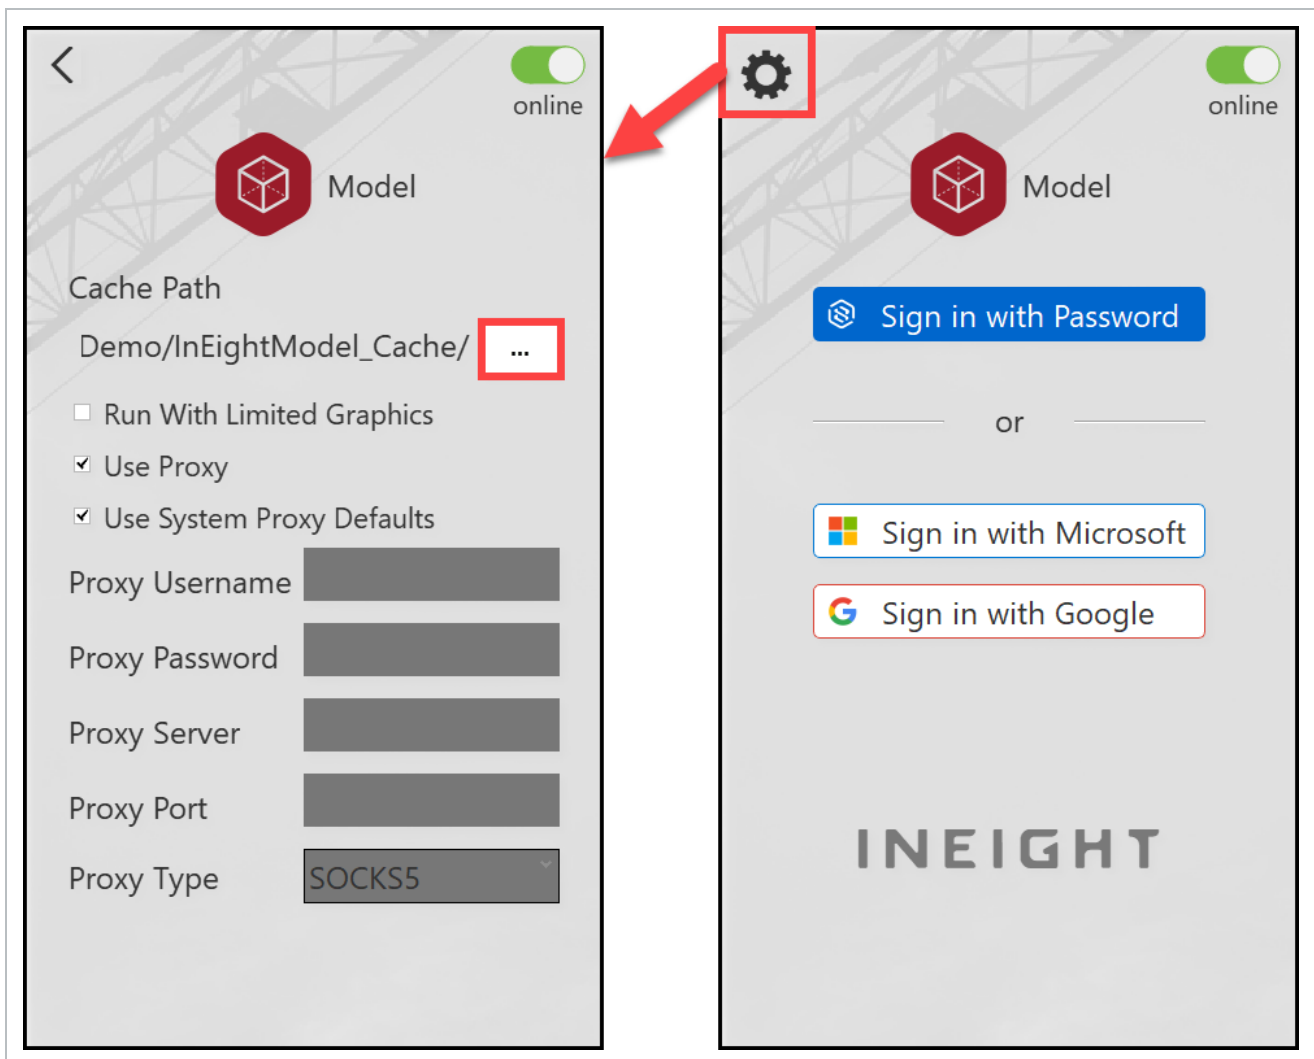 online
Model
Cache Path
Demo/InEightModel_Cache/ ...
Run With Limited Graphics
Use Proxy
Use System Proxy Defaults
Proxy Username
Proxy Password
Proxy Server
Proxy Port
Proxy Type SOCKS5
online
Model
Sign in with Password
or
Sign in with Microsoft
Sign in with Google
INEIGHT